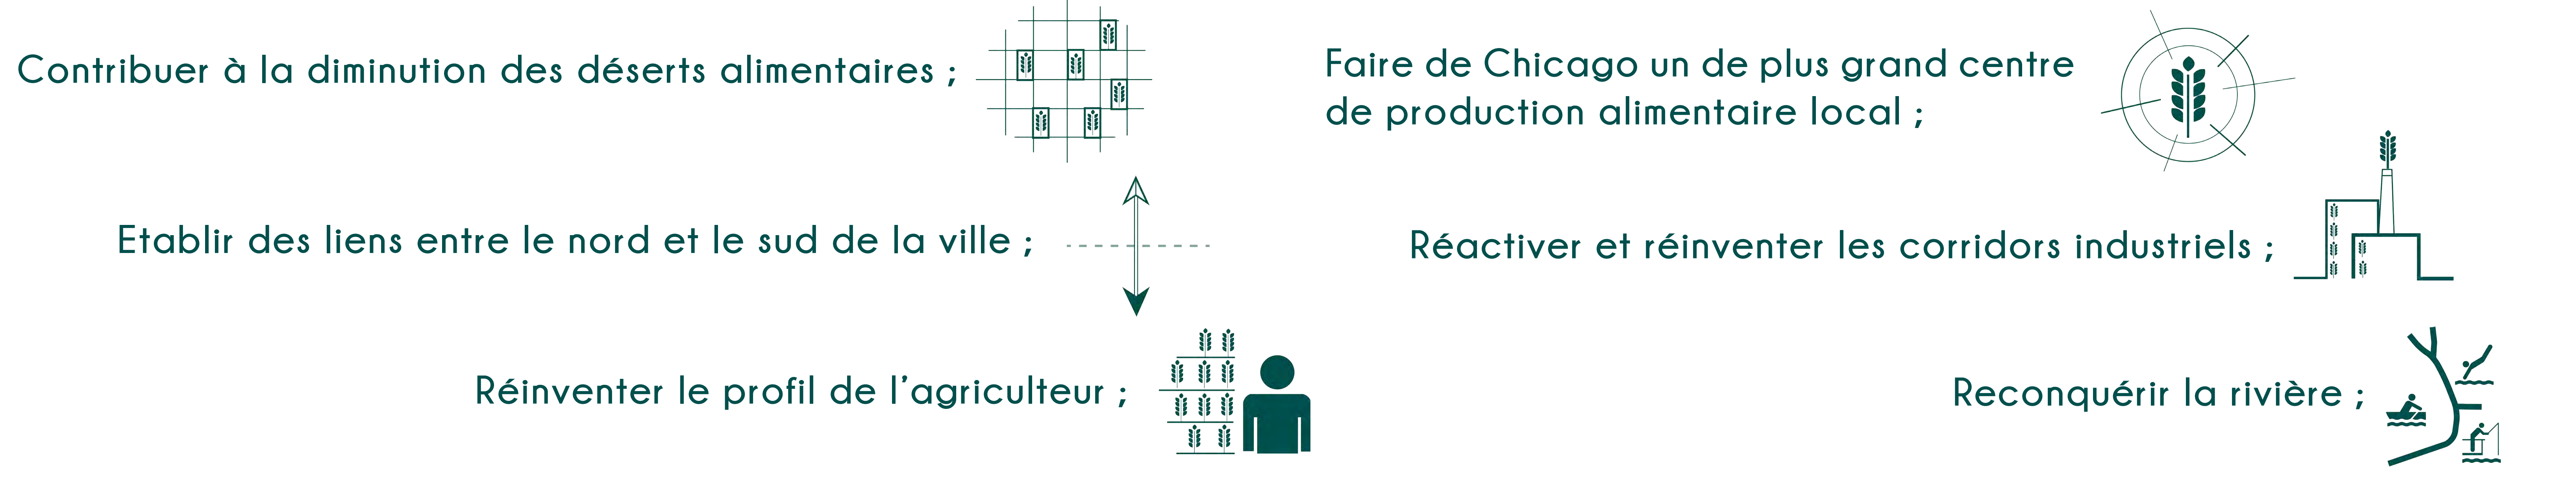 Contribuer à la diminution des déserts alimentaires ;
Etablir des liens entre le nord et le sud de la ville ;
Réinventer le profil de l'agriculteur ;
Faire de Chicago un de plus grand centre
de production alimentaire local ;
Réactiver et réinventer les corridors industriels ;
Reconquérir la rivière ;